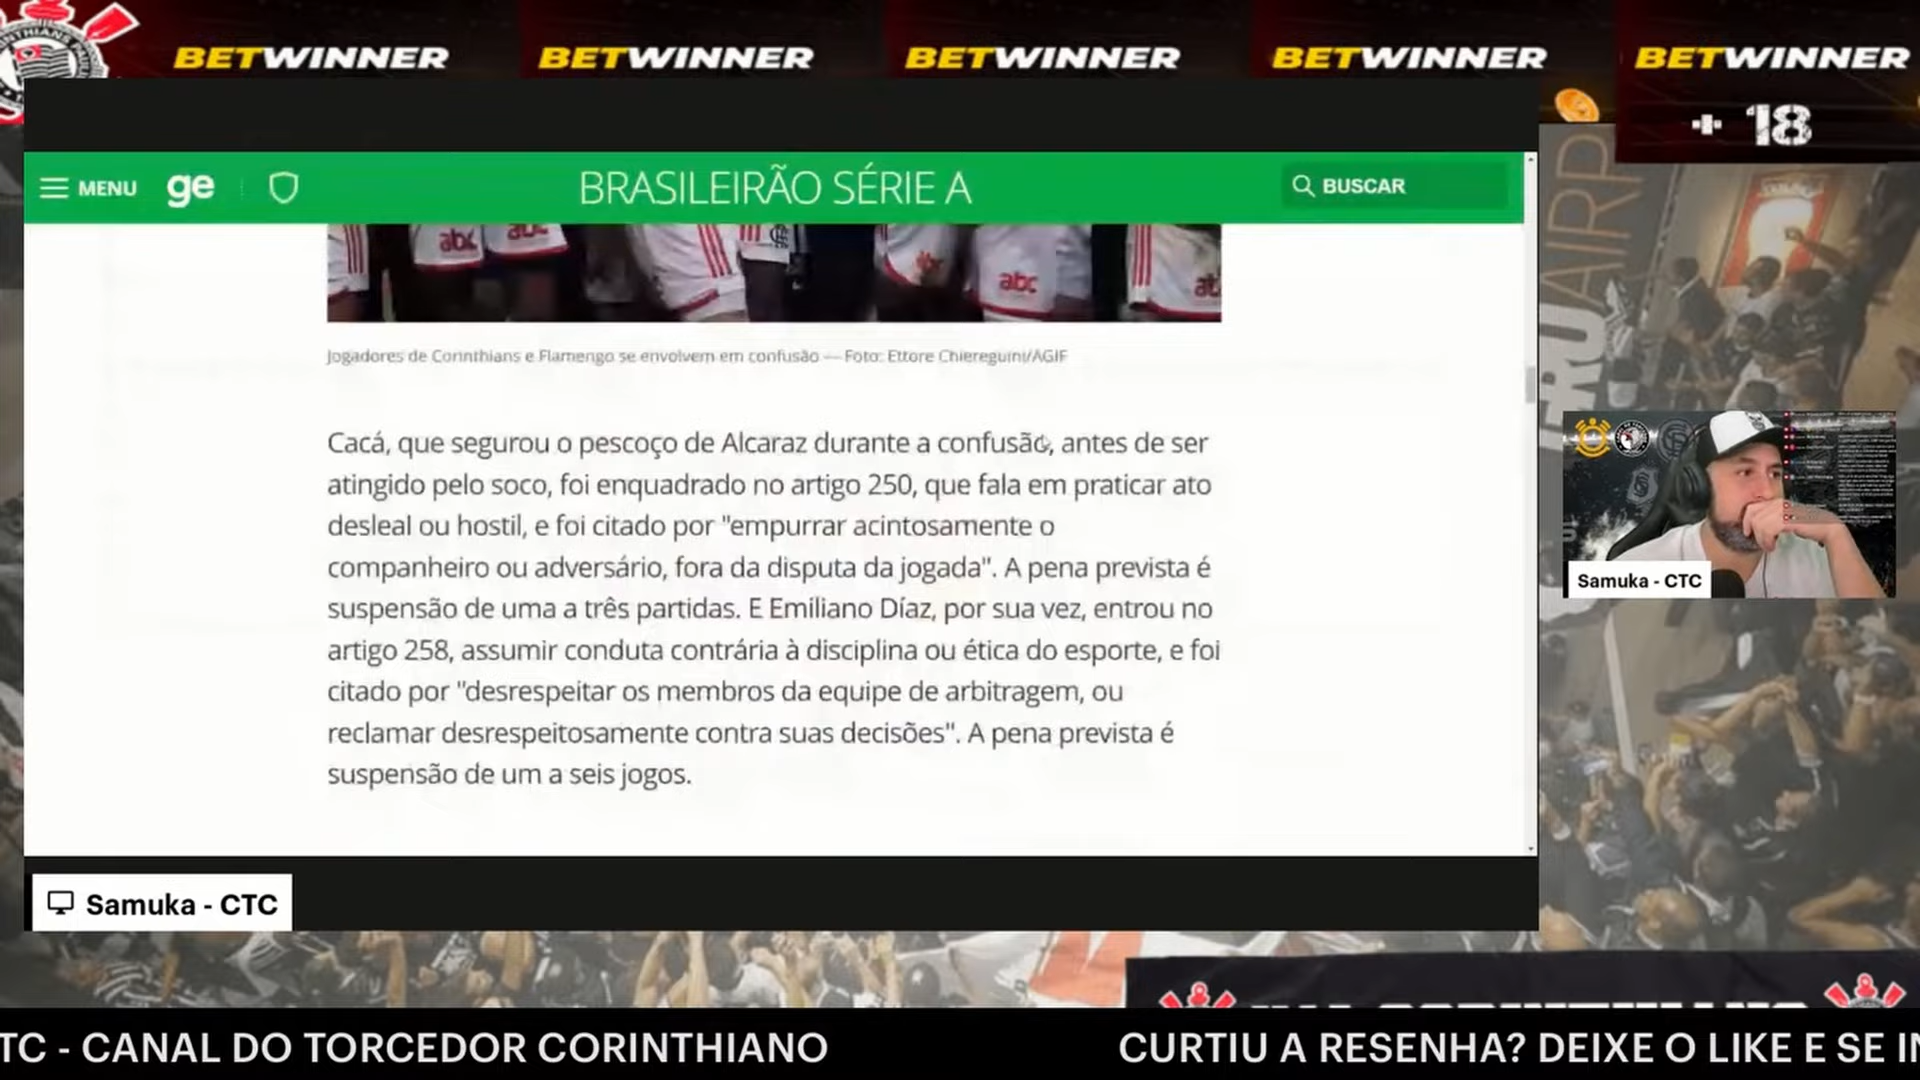 BETWINNER BETWINNER BETWINNER BETWINNER BETWINNER
+ 18
MENU ge BRASILEIRÃO SÉRIE A BUSCAR
abc abc abc
Jogadores de Corinthians e Flamengo se envolvem em confusão — Foto: Ettore Chiereguini/AGIF
Cacá, que segurou o pescoço de Alcaraz durante a confusão, antes de ser
atingido pelo soco, foi enquadrado no artigo 250, que fala em praticar ato
desleal ou hostil, e foi citado por "empurrar acintosamente o
companheiro ou adversário, fora da disputa da jogada". A pena prevista é
suspensão de uma a três partidas. E Emiliano Díaz, por sua vez, entrou no
artigo 258, assumir conduta contrária à disciplina ou ética do esporte, e foi
citado por "desrespeitar os membros da equipe de arbitragem, ou
reclamar desrespeitosamente contra suas decisões". A pena prevista é
suspensão de um a seis jogos.
Samuka - CTC
Samuka - CTC
TC - CANAL DO TORCEDOR CORINTHIANO CURTIU A RESENHA? DEIXE O LIKE E SE IN